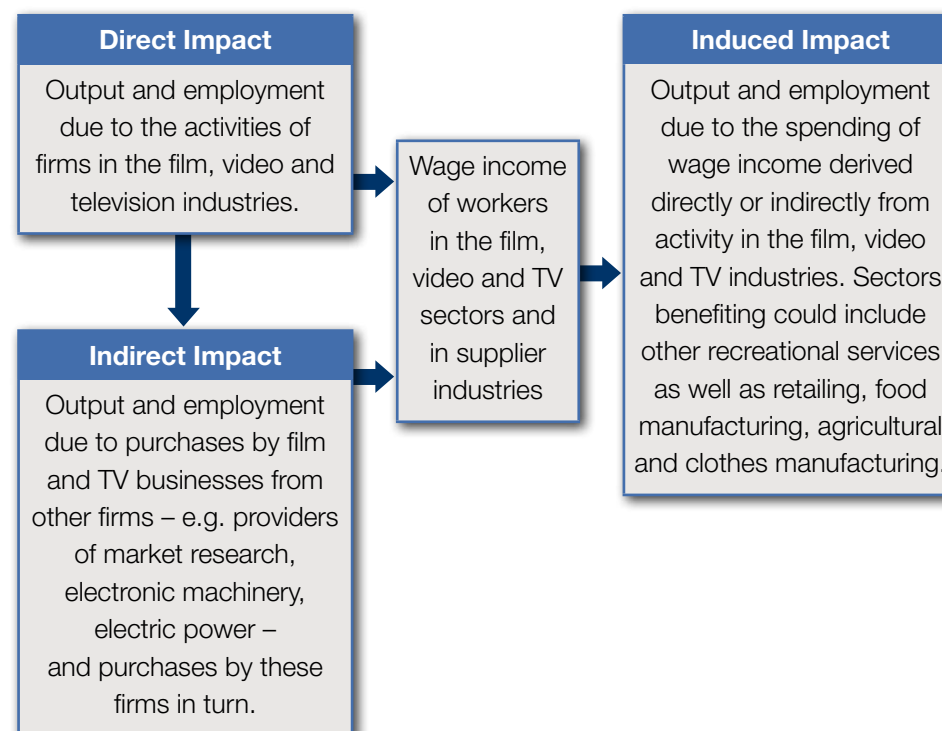 Direct Impact
Output and employment
due to the activities of
firms in the film, video and
television industries.
Indirect Impact
Output and employment
due to purchases by film
and TV businesses from
other firms – e.g. providers
of market research,
electronic machinery,
electric power –
and purchases by these
firms in turn.
Wage income
of workers
in the film,
video and TV
sectors and
in supplier
industries
Induced Impact
Output and employment
due to the spending of
wage income derived
directly or indirectly from
activity in the film, video
and TV industries. Sectors
benefiting could include
other recreational services
as well as retailing, food
manufacturing, agricultural
and clothes manufacturing.